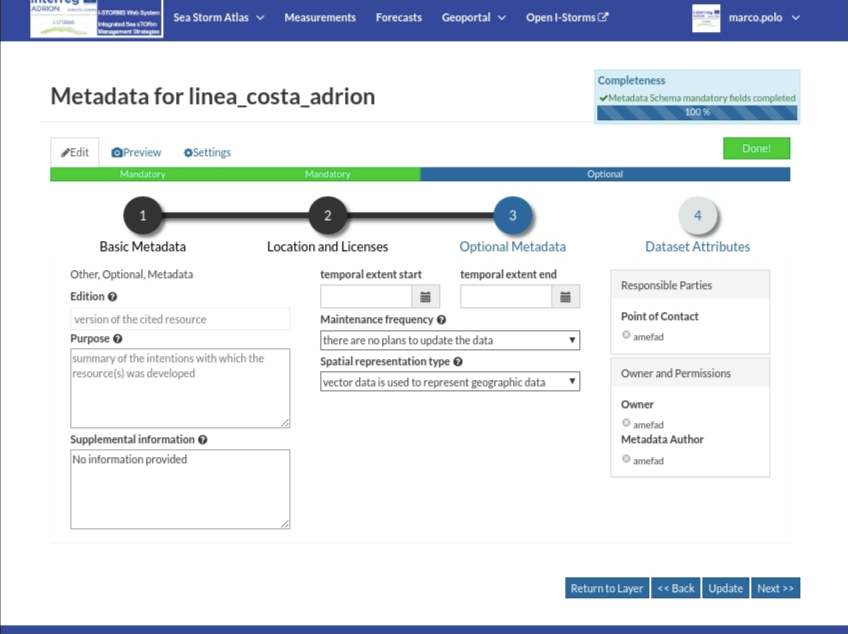 Interreg
ADRION
I-STORMS
I-STORMS Web System
Integrated Sea sTORm
Management Strategies
Sea Storm Atlas
Measurements
Forecasts
Geoportal
Open I-Storms
marco.polo
Metadata for linea_costa_adrion
Completeness
Metadata Schema mandatory fields completed
100 %
Edit
Preview
Settings
Done!
Mandatory
Mandatory
Optional
1
2
3
4
Basic Metadata
Location and Licenses
Optional Metadata
Dataset Attributes
Other, Optional, Metadata
Edition
version of the cited resource
Purpose
summary of the intentions with which the
resource(s) was developed
Supplemental information
No information provided
temporal extent start
temporal extent end
Maintenance frequency
there are no plans to update the data
Spatial representation type
vector data is used to represent geographic data
Responsible Parties
Point of Contact
amefad
Owner and Permissions
Owner
amefad
Metadata Author
amefad
Return to Layer
<< Back
Update
Next >>